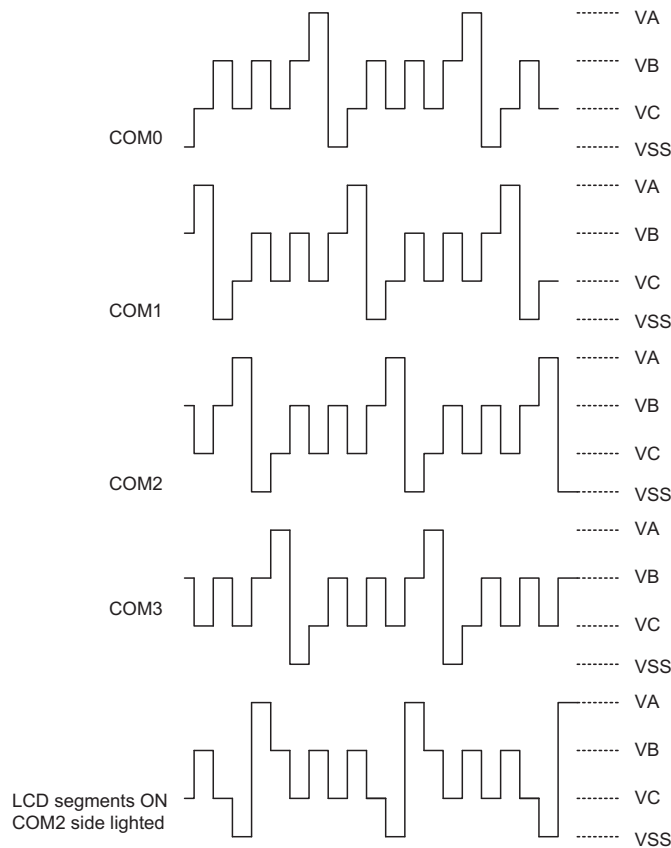 VA
VB
VC
COM0
VSS
VA
VB
VC
COM1
VSS
VA
VB
VC
COM2
VSS
VA
VB
COM3
VC
VSS
VA
VB
LCD segments ON
VC
COM2 side lighted
VSS